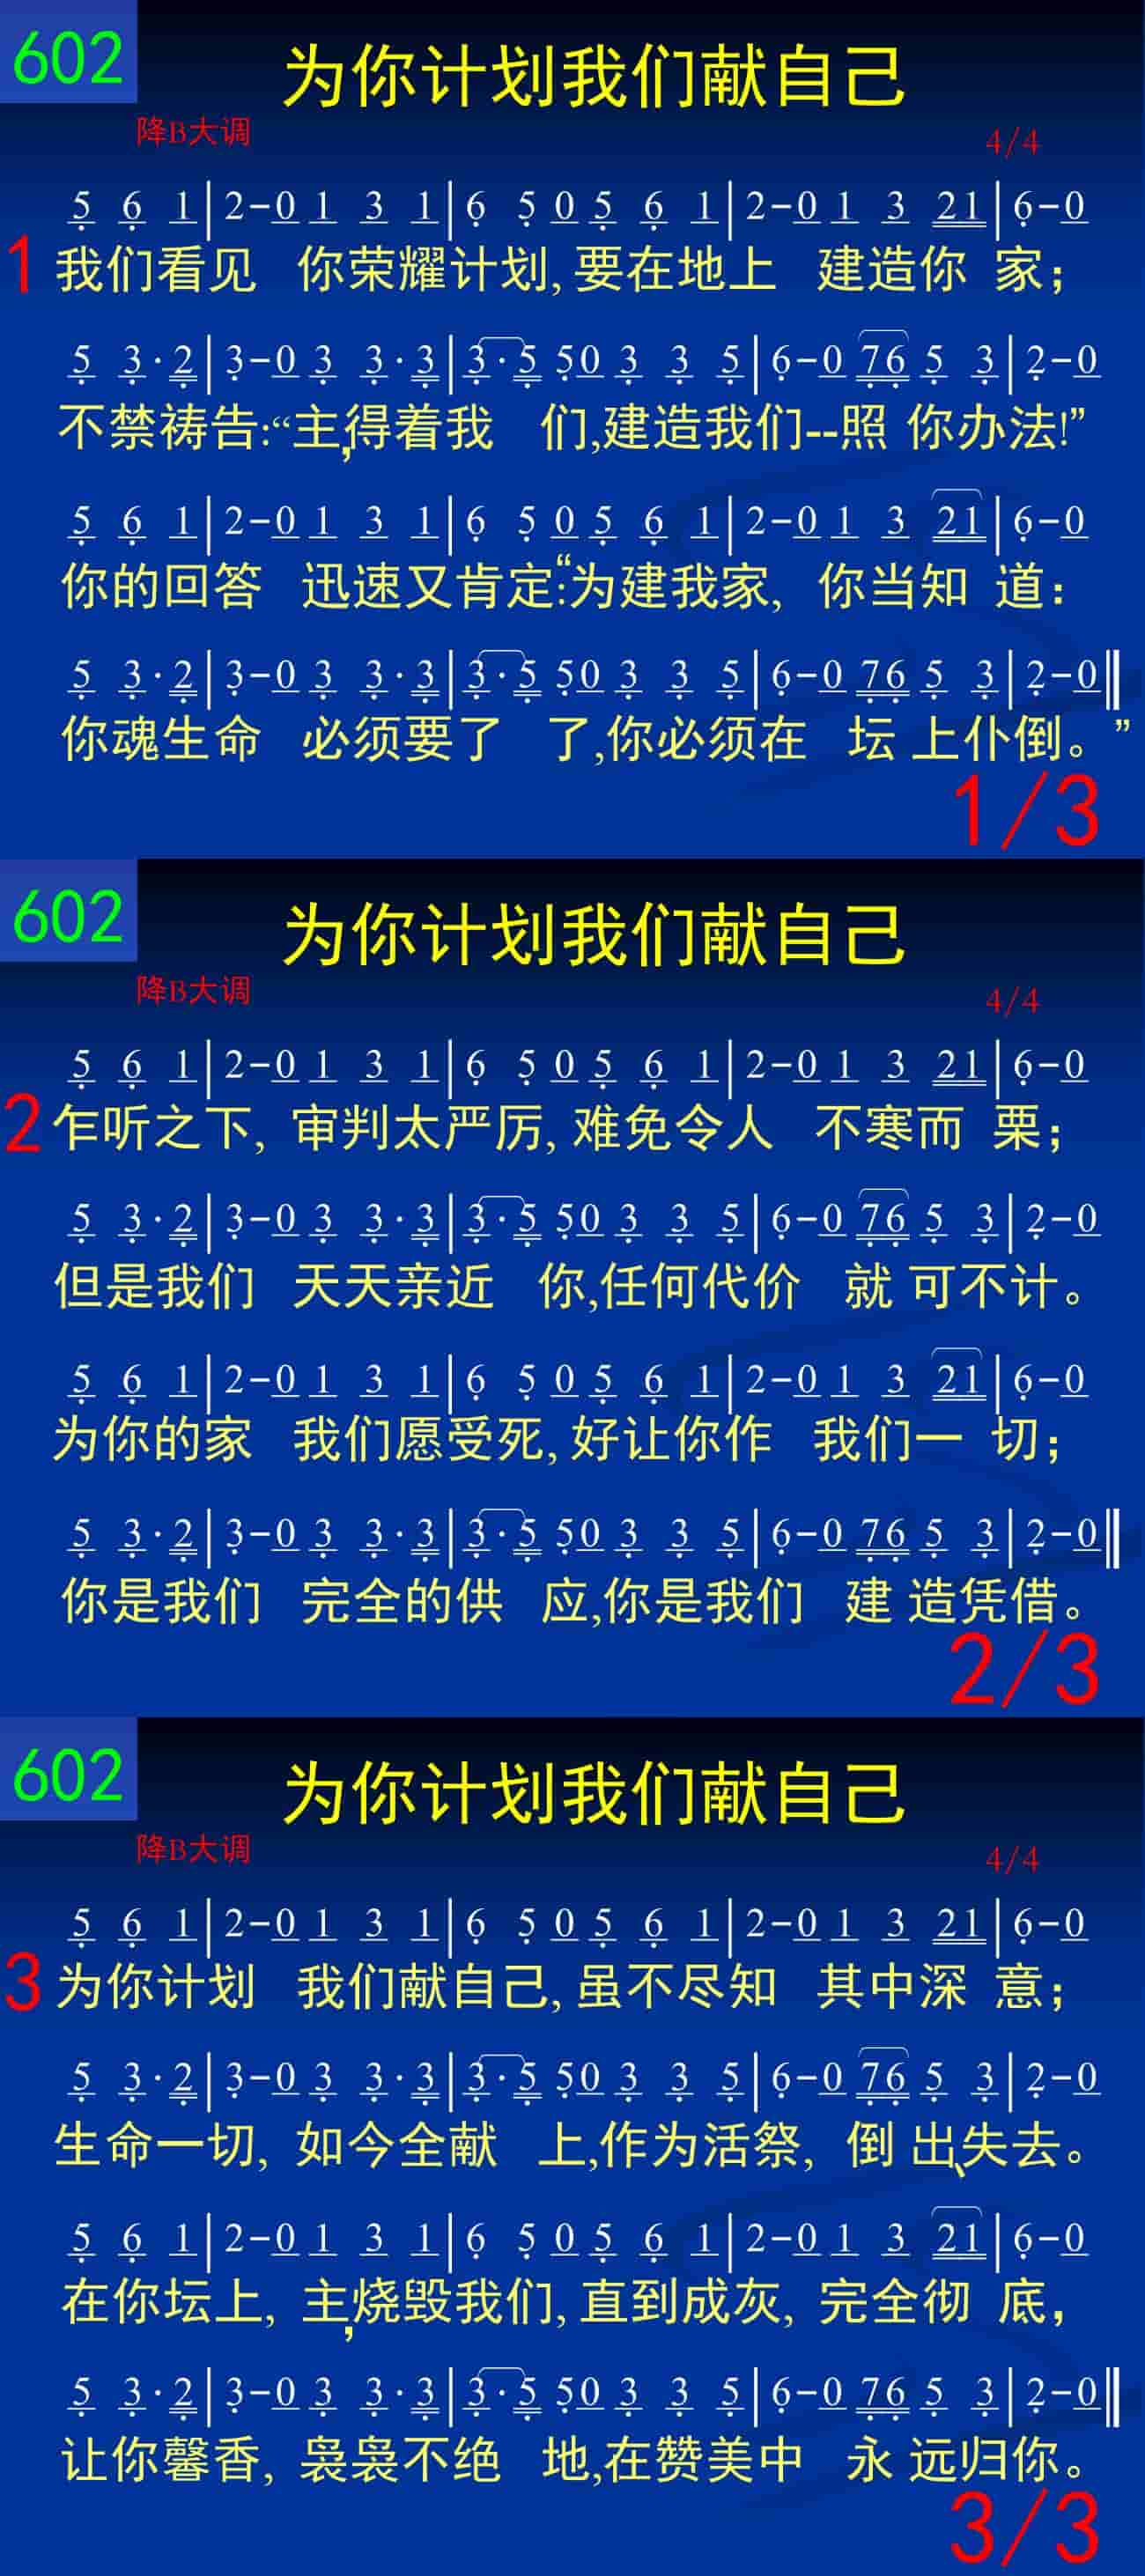 602
为你计划我们献自己
降B大调
4/4
5 6 1|2-0 1 3 1|6 5 0 5 6 1|2-0 1 3 21|6-0
1 我们看见 你荣耀计划,要在地上 建造你 家;
5 3·2|3-0 3 3·3|3·5 50 3 3 5|6-0 76 5 3|2-0
不禁祷告:“主,得着我 们,建造我们--照 你办法!”
5 6 1|2-0 1 3 1|6 5 0 5 6 1|2-0 1 3 21|6-0
你的回答 迅速又肯定:“为建我家, 你当知 道:
5 3·2|3-0 3 3·3|3·5 50 3 3 5|6-0 76 5 3|2-0‖
你魂生命 必须要了 了,你必须在 坛 上仆倒。”
1/3
602
为你计划我们献自己
降B大调
4/4
5 6 1|2-0 1 3 1|6 5 0 5 6 1|2-0 1 3 21|6-0
2 乍听之下, 审判太严厉,难免令人 不寒而 栗;
5 3·2|3-0 3 3·3|3·5 50 3 3 5|6-0 76 5 3|2-0
但是我们 天天亲近 你,任何代价 就 可不计。
5 6 1|2-0 1 3 1|6 5 0 5 6 1|2-0 1 3 21|6-0
为你的家 我们愿受死,好让你作 我们一 切;
5 3·2|3-0 3 3·3|3·5 50 3 3 5|6-0 76 5 3|2-0‖
你是我们 完全的供 应,你是我们 建 造凭借。
2/3
602
为你计划我们献自己
降B大调
4/4
5 6 1|2-0 1 3 1|6 5 0 5 6 1|2-0 1 3 21|6-0
3 为你计划 我们献自己,虽不尽知 其中深 意;
5 3·2|3-0 3 3·3|3·5 50 3 3 5|6-0 76 5 3|2-0
生命一切, 如今全献 上,作为活祭, 倒 出、失去。
5 6 1|2-0 1 3 1|6 5 0 5 6 1|2-0 1 3 21|6-0
在你坛上, 主,烧毁我们,直到成灰, 完全彻 底,
5 3·2|3-0 3 3·3|3·5 50 3 3 5|6-0 76 5 3|2-0‖
让你馨香, 袅袅不绝 地,在赞美中 永 远归你。
3/3